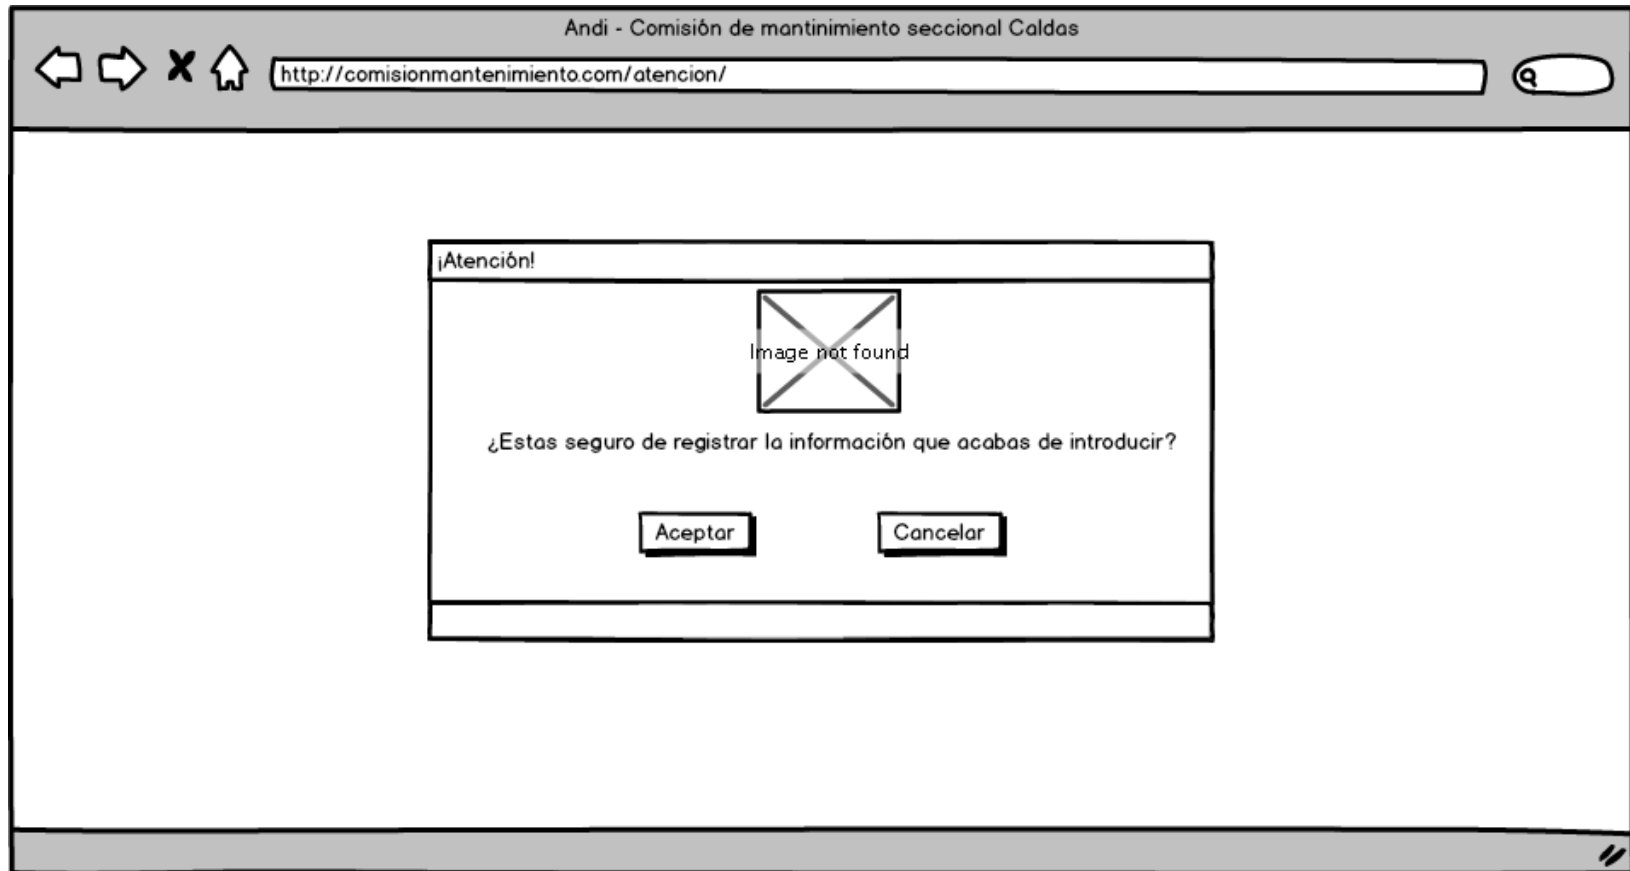 Andi - Comisión de mantinimiento seccional Caldas
http://comisionmantenimiento.com/atencion/
¡Atención!
Image not found
¿Estas seguro de registrar la información que acabas de introducir?
Aceptar
Cancelar